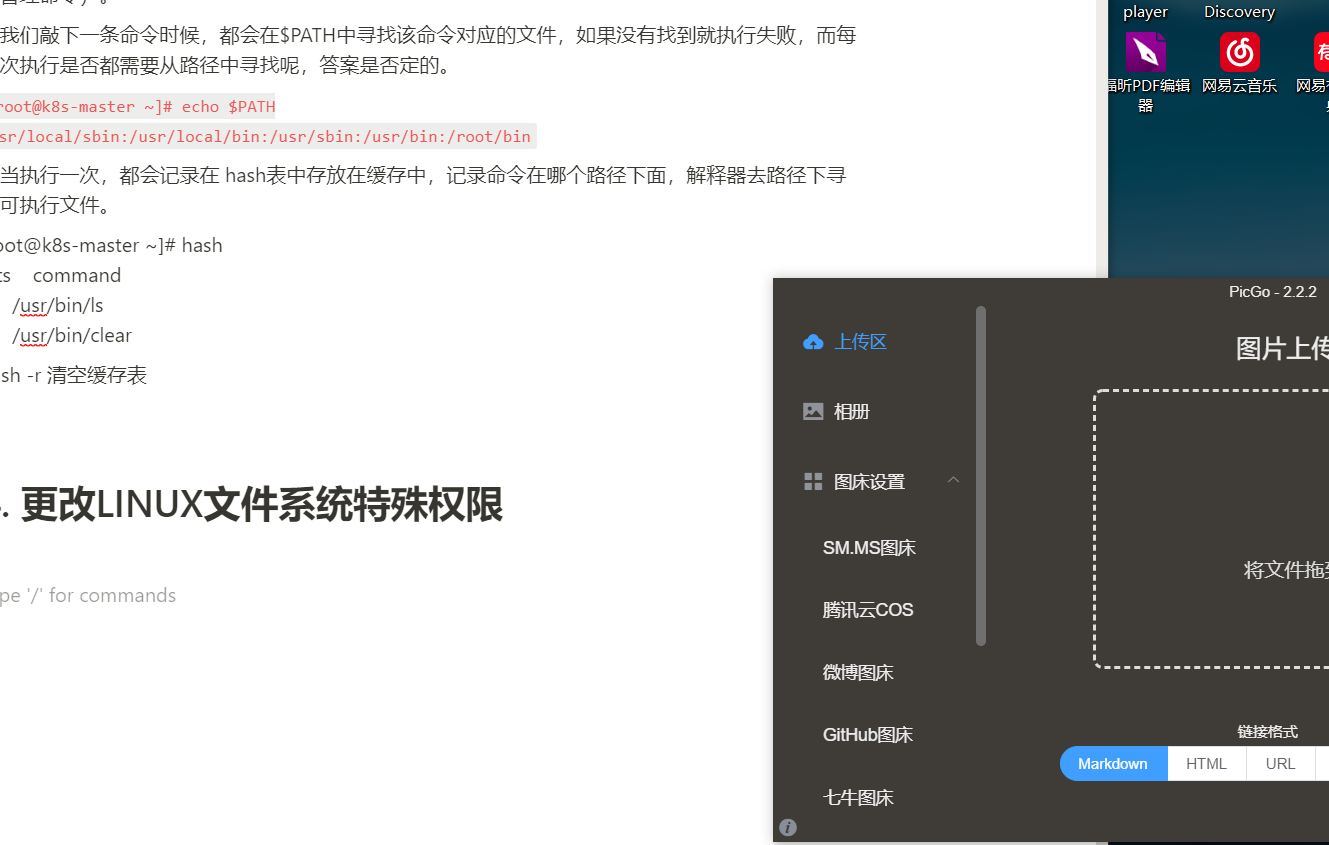 我们敲下一条命令时候，都会在$PATH中寻找该命令对应的文件，如果没有找到就执行失败，而每
次执行是否都需要从路径中寻找呢，答案是否定的。
root@k8s-master ~]# echo $PATH
sr/local/sbin:/usr/local/bin:/usr/sbin:/usr/bin:/root/bin
当执行一次，都会记录在 hash表中存放在缓存中，记录命令在哪个路径下面，解释器去路径下寻
可执行文件。
oot@k8s-master ~]# hash
ts command
/usr/bin/ls
/usr/bin/clear
sh -r 清空缓存表
. 更改LINUX文件系统特殊权限
pe '/' for commands
player
Discovery
福昕PDF编辑
器
网易云音乐
网易
PicGo - 2.2.2
上传区
相册
图床设置
SM.MS图床
腾讯云COS
微博图床
GitHub图床
七牛图床
图片上传
将文件拖到
链接格式
Markdown
HTML
URL